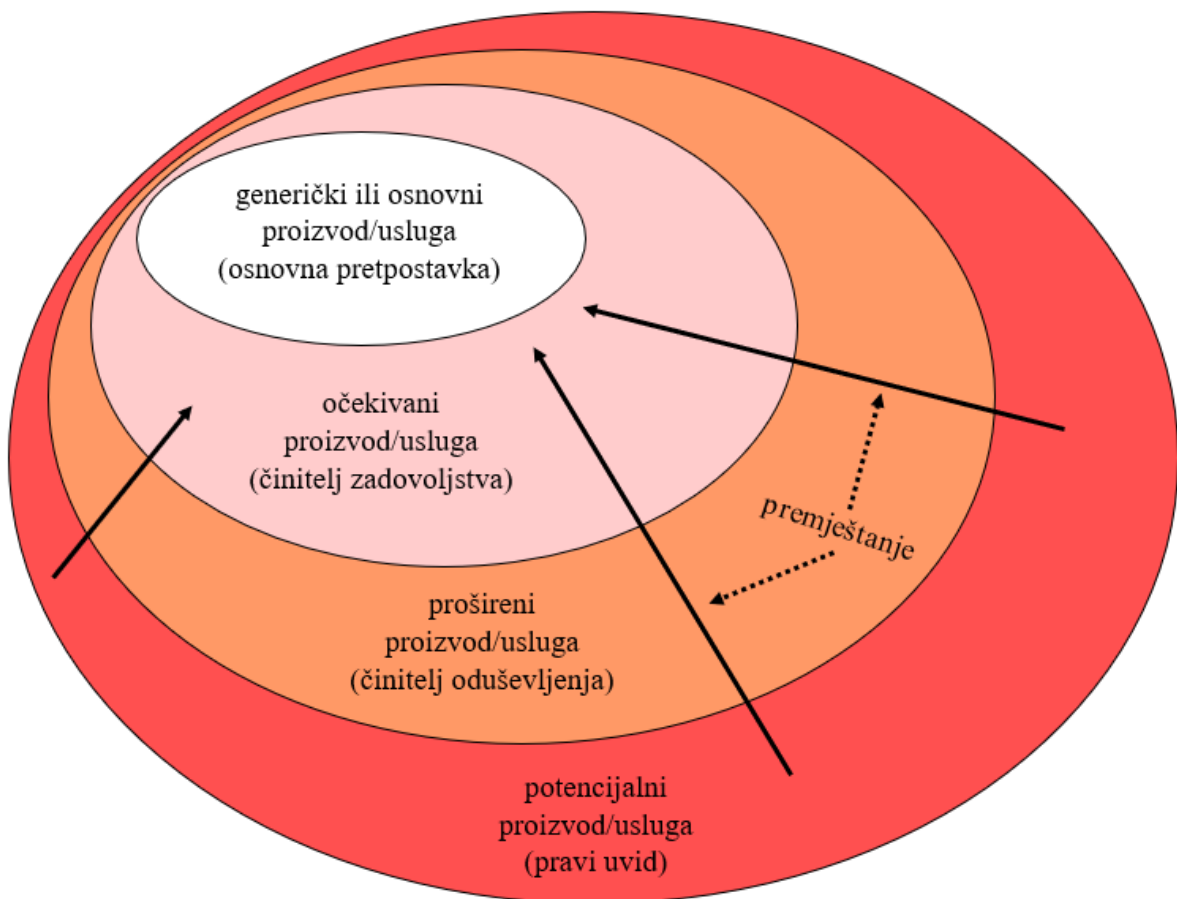 generički ili osnovni
proizvod/usluga
(osnovna pretpostavka)
očekivani
proizvod/usluga
(činitelj zadovoljstva)
premještanje
prošireni
proizvod/usluga
(činitelj oduševljenja)
potencijalni
proizvod/usluga
(pravi uvid)